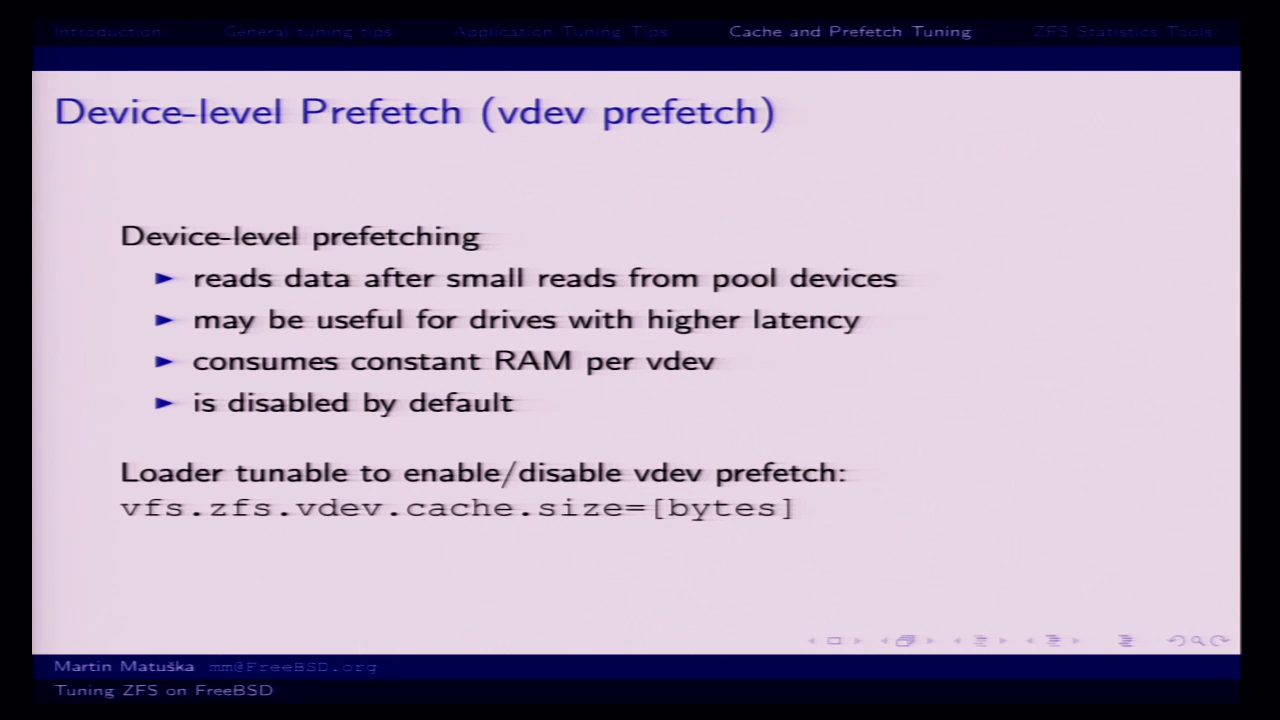 Introduction General tuning tips Application Tuning Tips Cache and Prefetch Tuning ZFS Statistics Tools
Device-level Prefetch (vdev prefetch)
Device-level prefetching
reads data after small reads from pool devices
may be useful for drives with higher latency
consumes constant RAM per vdev
is disabled by default
Loader tunable to enable/disable vdev prefetch:
vfs.zfs.vdev.cache.size=[bytes]
Martin Matuška mm@FreeBSD.org
Tuning ZFS on FreeBSD